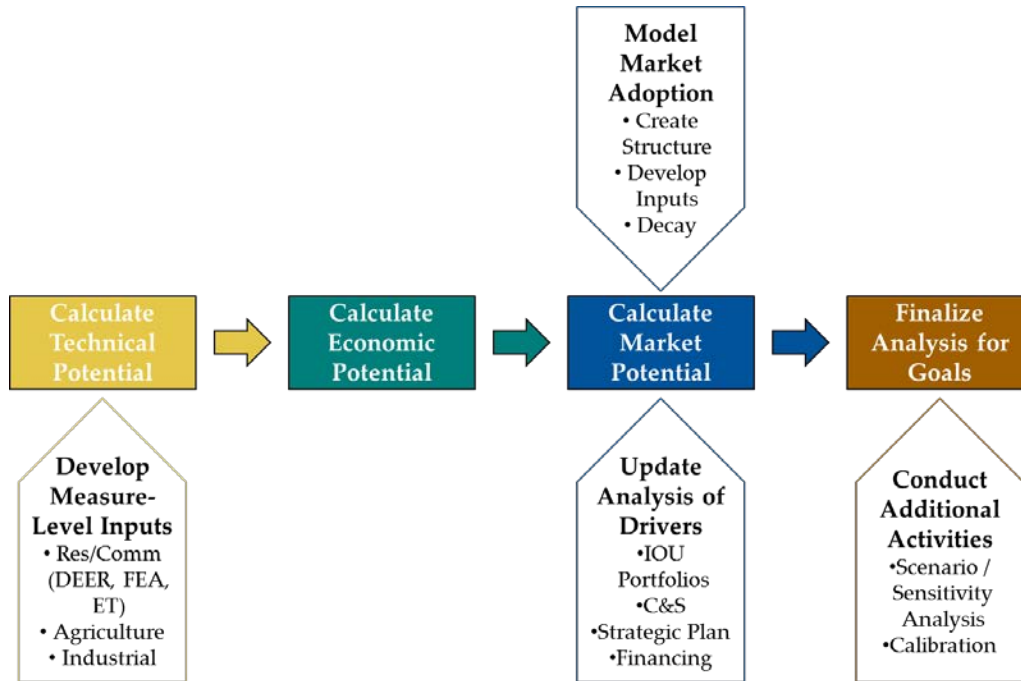 Model
Market
Adoption
• Create
Structure
• Develop
Inputs
• Decay
Calculate
Technical
Potential
Calculate
Economic
Potential
Calculate
Market
Potential
Finalize
Analysis for
Goals
Develop
Measure-
Level Inputs
• Res/Comm
(DEER, FEA,
ET)
• Agriculture
• Industrial
Update
Analysis of
Drivers
•IOU
Portfolios
•C&S
•Strategic Plan
•Financing
Conduct
Additional
Activities
•Scenario /
Sensitivity
Analysis
•Calibration